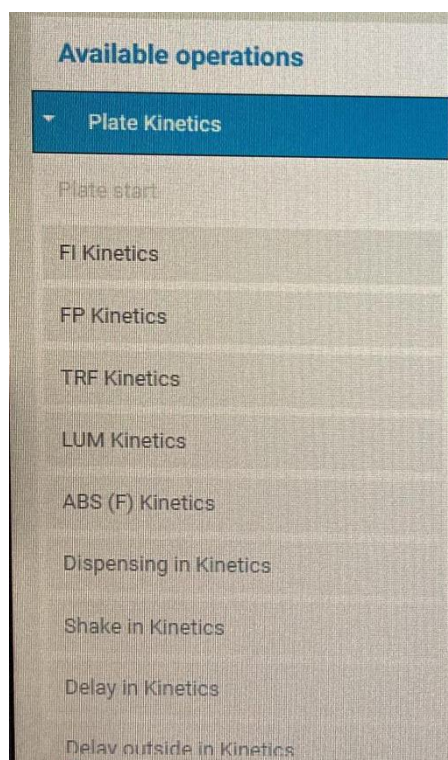 Available operations
Plate Kinetics
Plate start
FI Kinetics
FP Kinetics
TRF Kinetics
LUM Kinetics
ABS (F) Kinetics
Dispensing in Kinetics
Shake in Kinetics
Delay in Kinetics
Delay outside in Kinetics